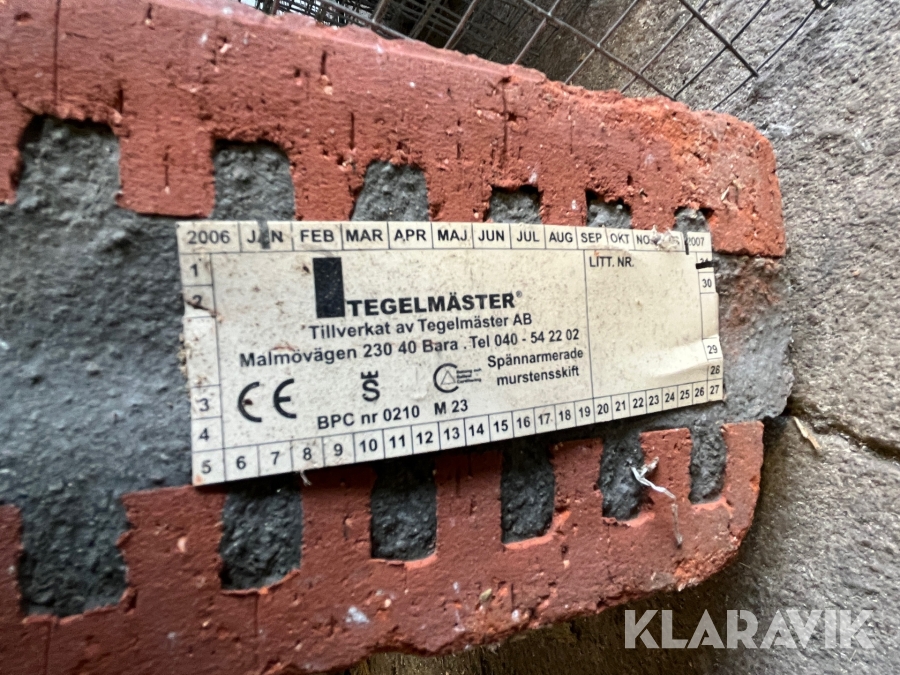 2006 JAN FEB MAR APR MAJ JUN JUL AUG SEP OKT 2007
1 LITT. NR. 31
2 TEGELMÄSTER® 30
Tillverkat av Tegelmäster AB
Malmövägen 230 40 Bara . Tel 040 - 54 22 02
Spännarmerade 29
3 CE murstensskift 28
BPC nr 0210 M 23
4
5 6 7 8 9 10 11 12 13 14 15 16 17 18 19 20 21 22 23 24 25 26 27
KLARAVIK